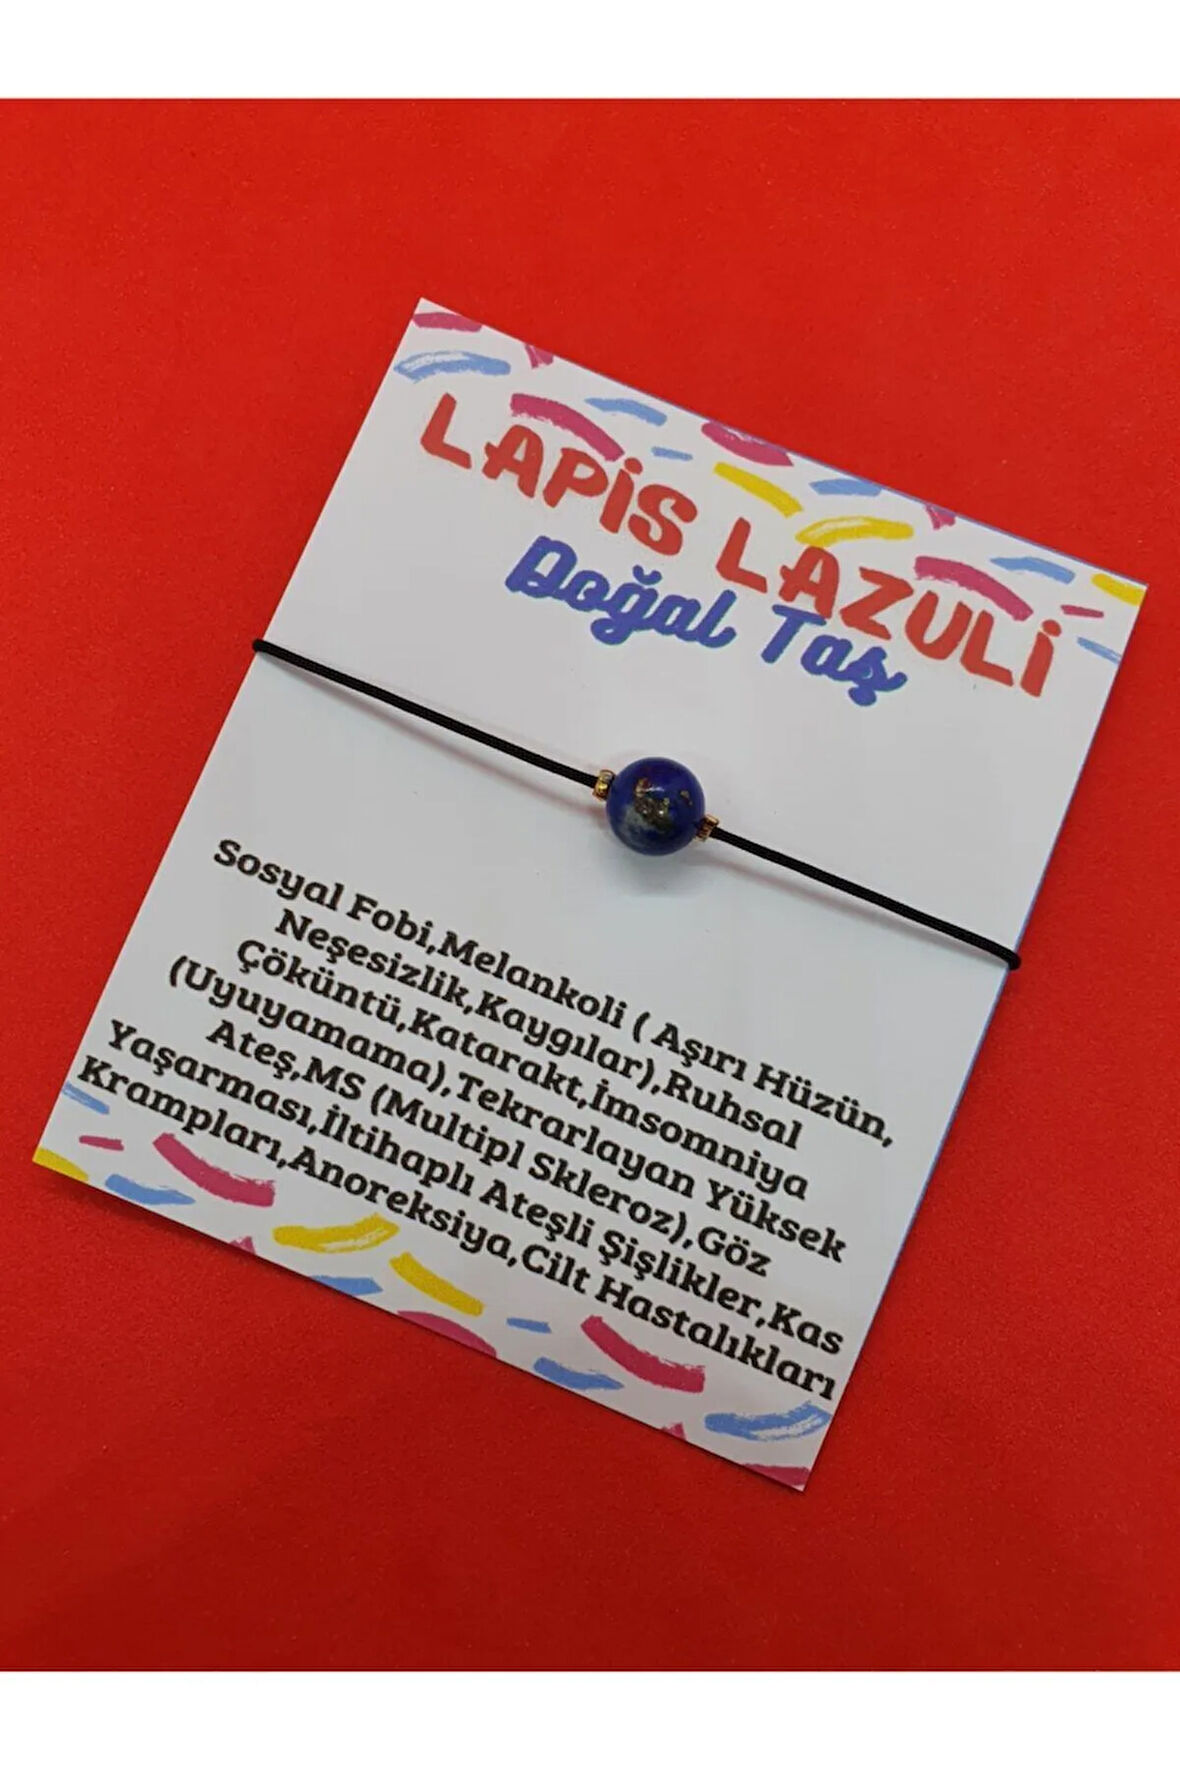 LAPİS LAZULİ
Doğal Taş
Sosyal Fobi,Melankoli ( Aşırı Hüzün,
Neşesizlik,Kaygılar),Ruhsal
Çöküntü,Katarakt,İmsomniya
(Uyuyamama),Tekrarlayan Yüksek
Ateş,MS (Multipl Skleroz),Göz
Yaşarması,İltihaplı Ateşli Şişlikler,Kas
Krampları,Anoreksiya,Cilt Hastalıkları